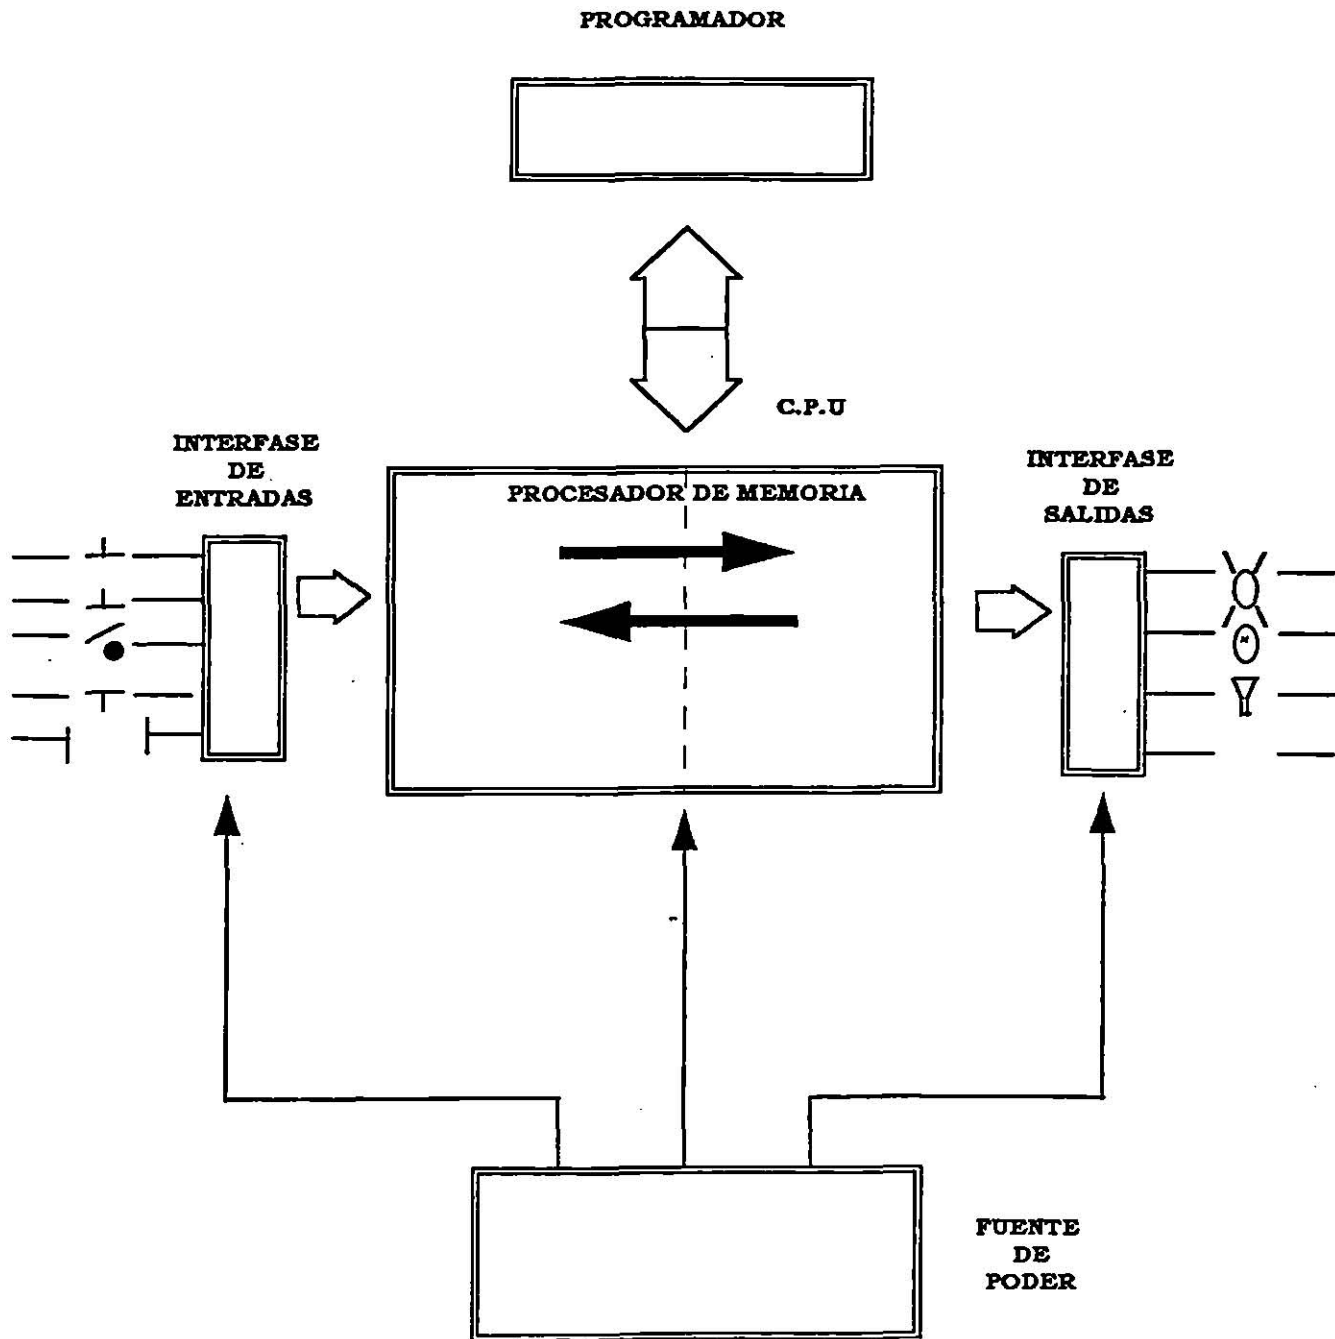 PROGRAMADOR
C.P.U
INTERFASE
DE
ENTRADAS
PROCESADOR DE MEMORIA
INTERFASE
DE
SALIDAS
FUENTE
DE
PODER